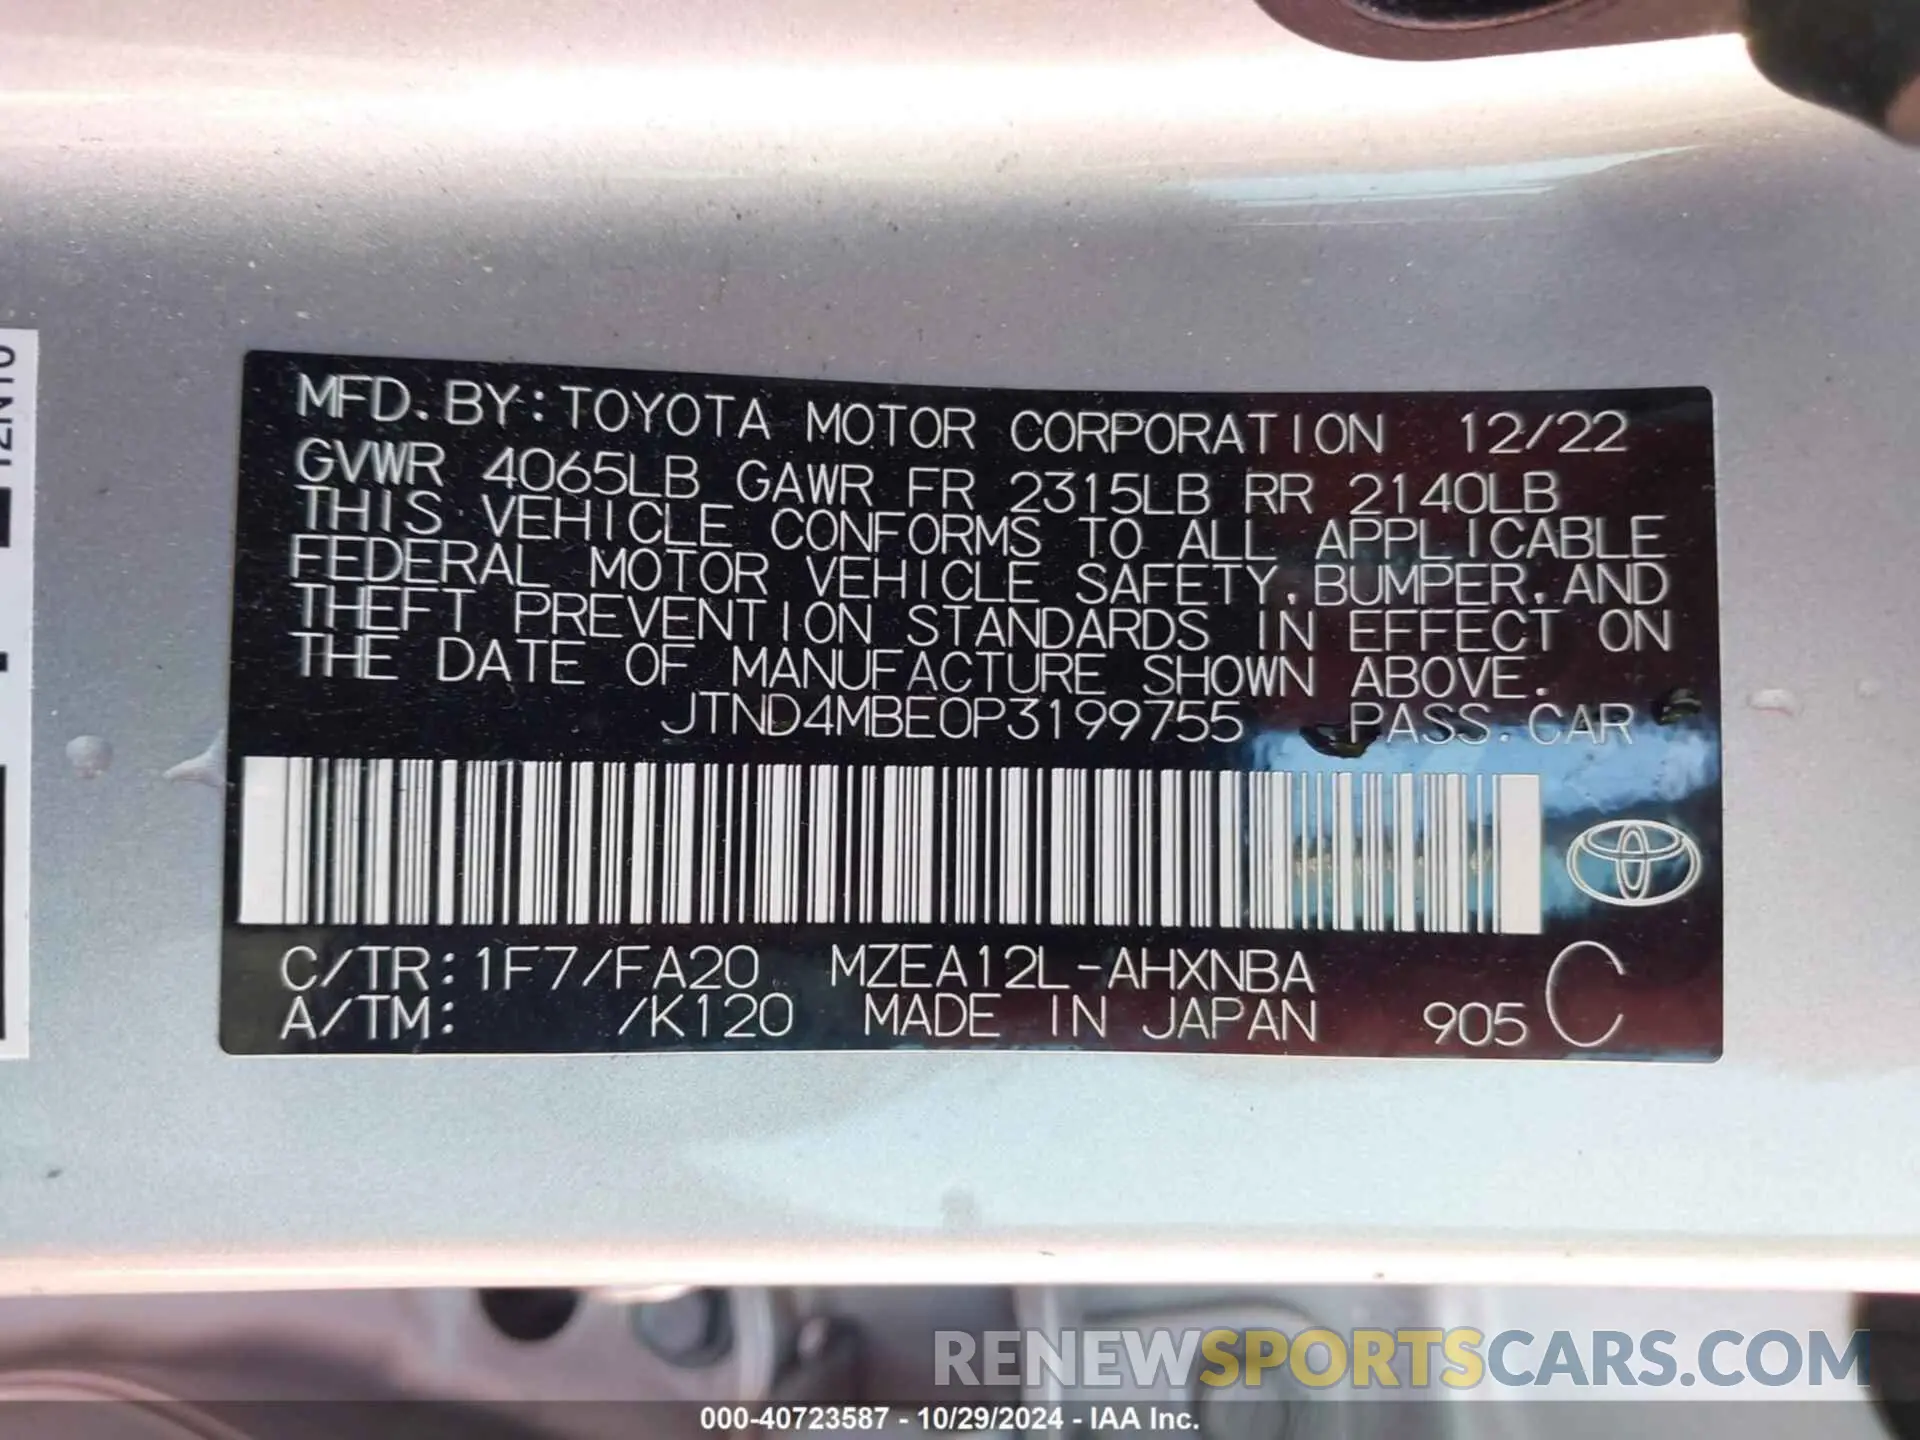 MFD. BY: TOYOTA MOTOR CORPORATION 12/22
GVWR 4065LB GAWR FR 2315LB RR 2140LB
THIS VEHICLE CONFORMS TO ALL APPLICABLE
FEDERAL MOTOR VEHICLE SAFETY, BUMPER, AND
THEFT PREVENTION STANDARDS IN EFFECT ON
THE DATE OF MANUFACTURE SHOWN ABOVE.
JTND4MBE0P3199755 PASS. CAR
C/TR: 1F7/FA20 MZEA12L-AHXNBA
A/TM: /K120 MADE IN JAPAN 905 C
RENEWSPORTSCARS.COM
000-40723587 - 10/29/2024 - IAA Inc.